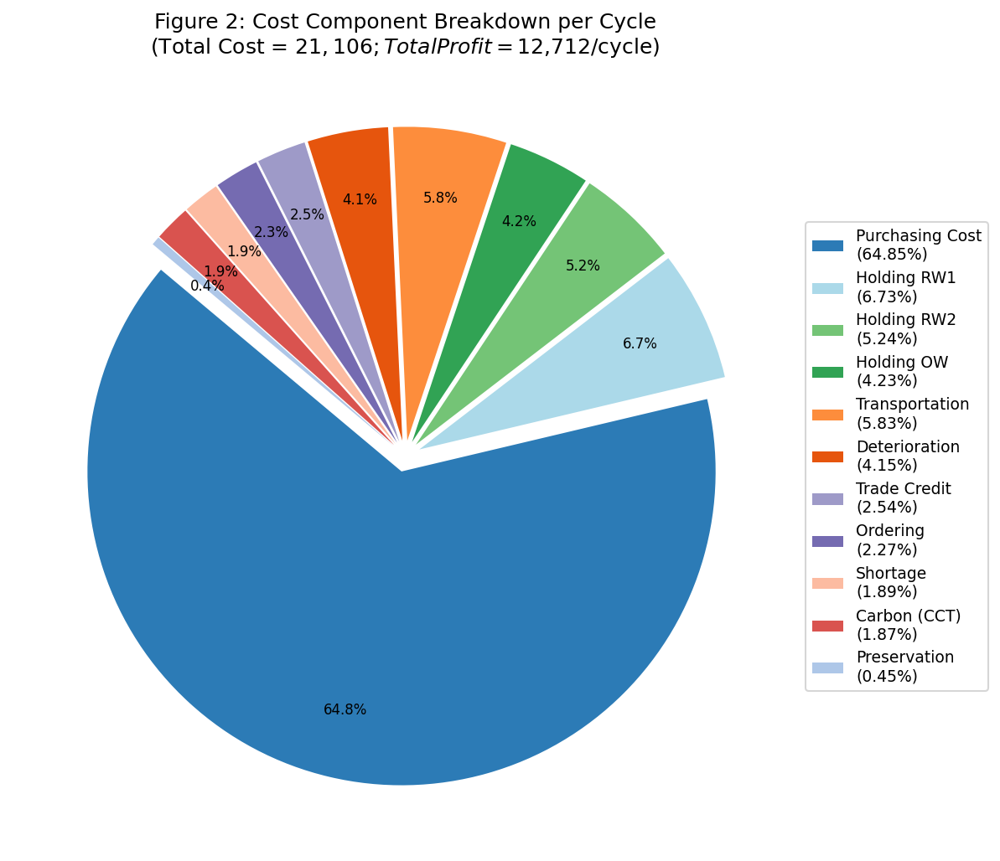 Figure 2: Cost Component Breakdown per Cycle
(Total Cost = 21,106;TotalProfit=12,712/cycle)
4.1%
5.8%
4.2%
2.5%
2.3%
1.9%
1.9%
0.4%
5.2%
6.7%
64.8%
Purchasing Cost
(64.85%)
Holding RW1
(6.73%)
Holding RW2
(5.24%)
Holding OW
(4.23%)
Transportation
(5.83%)
Deterioration
(4.15%)
Trade Credit
(2.54%)
Ordering
(2.27%)
Shortage
(1.89%)
Carbon (CCT)
(1.87%)
Preservation
(0.45%)